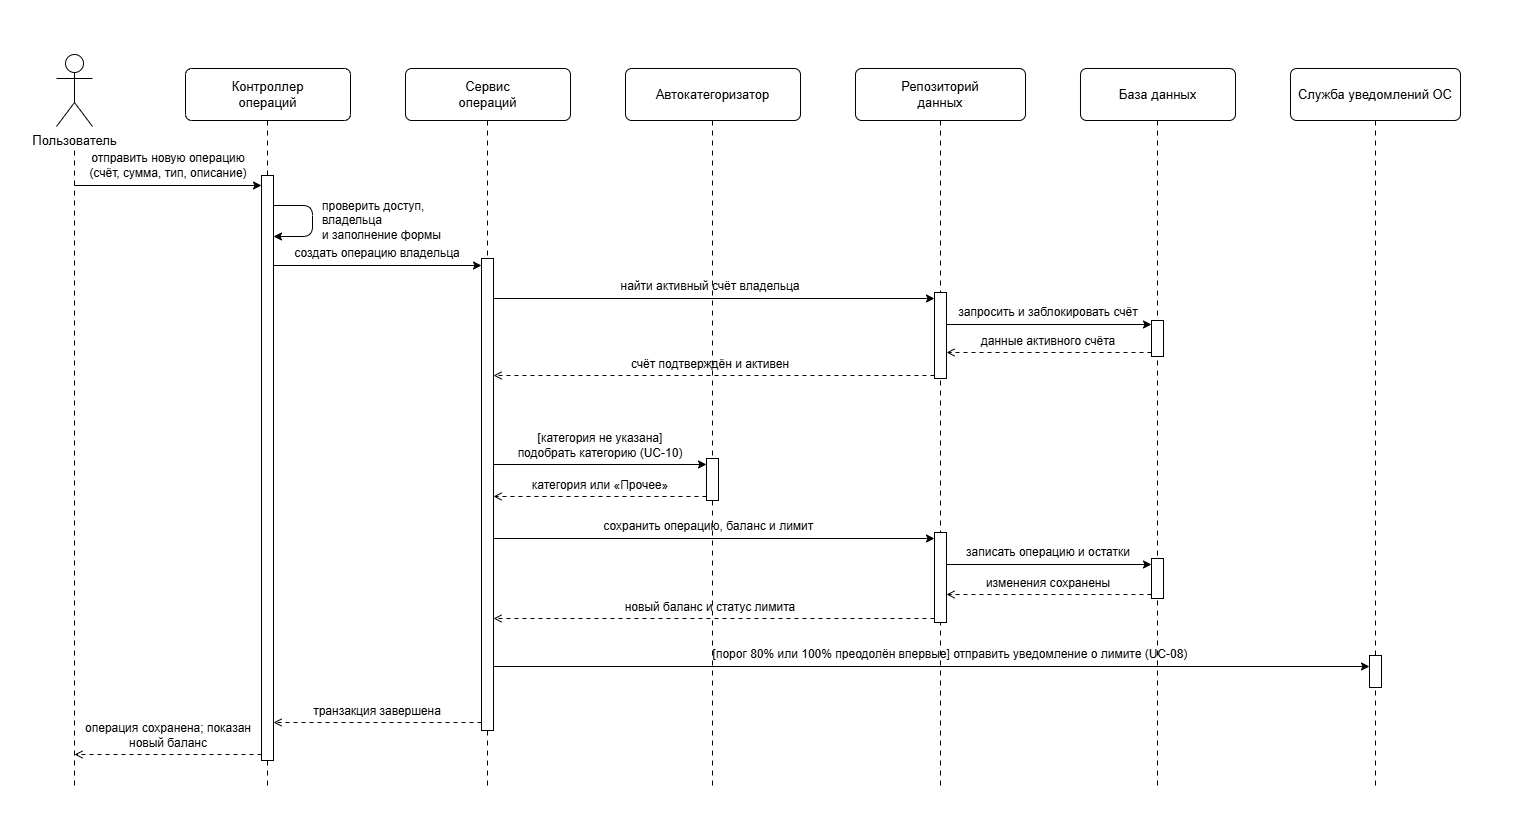 Пользователь
Контроллер
операций
Сервис
операций
Автокатегоризатор
Репозиторий
данных
База данных
Служба уведомлений ОС
отправить новую операцию
(счёт, сумма, тип, описание)
проверить доступ,
владельца
и заполнение формы
создать операцию владельца
найти активный счёт владельца
запросить и заблокировать счёт
данные активного счёта
счёт подтверждён и активен
[категория не указана]
подобрать категорию (UC-10)
категория или «Прочее»
сохранить операцию, баланс и лимит
записать операцию и остатки
изменения сохранены
новый баланс и статус лимита
[порог 80% или 100% преодолён впервые] отправить уведомление о лимите (UC-08)
транзакция завершена
операция сохранена; показан
новый баланс